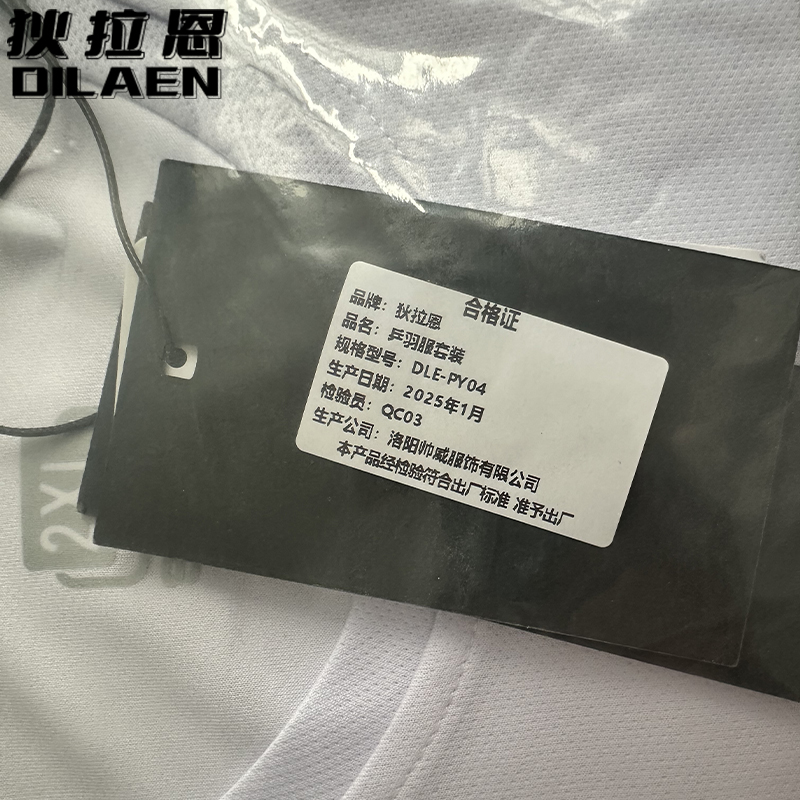 狄拉恩
DILAEN
合格证
品牌：狄拉恩
品名：乒羽服套装
规格型号：DLE-PY04
生产日期：2025年1月
检验员：QC03
生产公司：洛阳帅威服饰有限公司
本产品经检验符合出厂标准 准予出厂
2XL